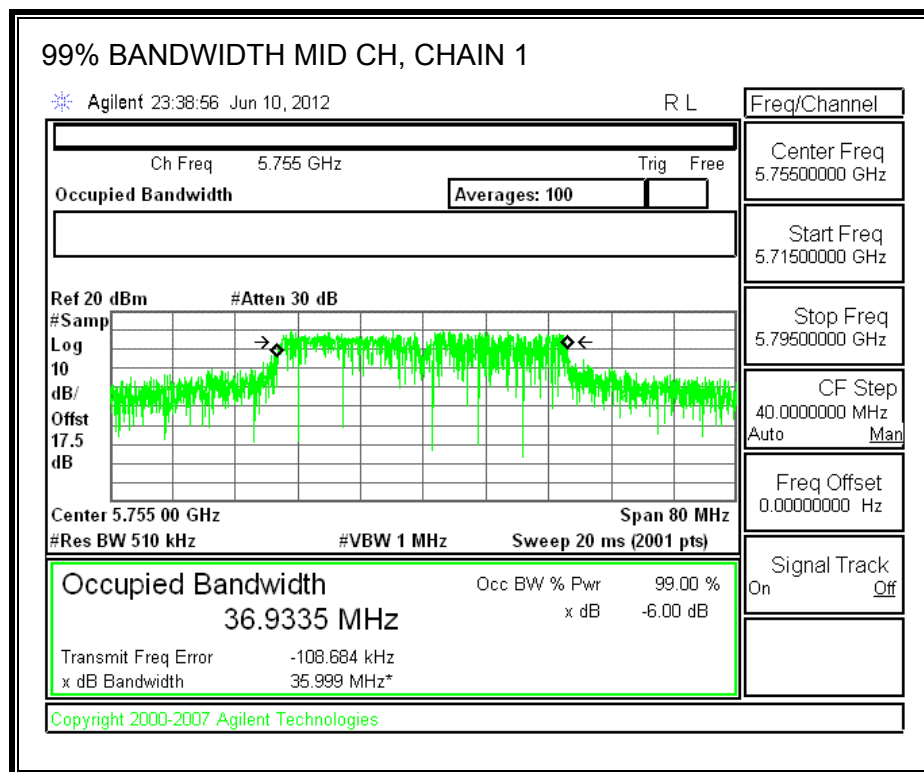 99% BANDWIDTH MID CH, CHAIN 1
Agilent 23:38:56 Jun 10, 2012 R L
Freq/Channel
Ch Freq 5.755 GHz Trig Free
Occupied Bandwidth Averages: 100
Center Freq
5.75500000 GHz
Start Freq
5.71500000 GHz
Stop Freq
5.79500000 GHz
CF Step
40.0000000 MHz
Auto Man
Freq Offset
0.00000000 Hz
Signal Track
On Off
Ref 20 dBm #Atten 30 dB
#Samp
Log
10
dB/
Offst
17.5
dB
Center 5.755 00 GHz Span 80 MHz
#Res BW 510 kHz #VBW 1 MHz Sweep 20 ms (2001 pts)
Occupied Bandwidth Occ BW % Pwr 99.00 %
36.9335 MHz x dB -6.00 dB
Transmit Freq Error -108.684 kHz
x dB Bandwidth 35.999 MHz*
Copyright 2000-2007 Agilent Technologies